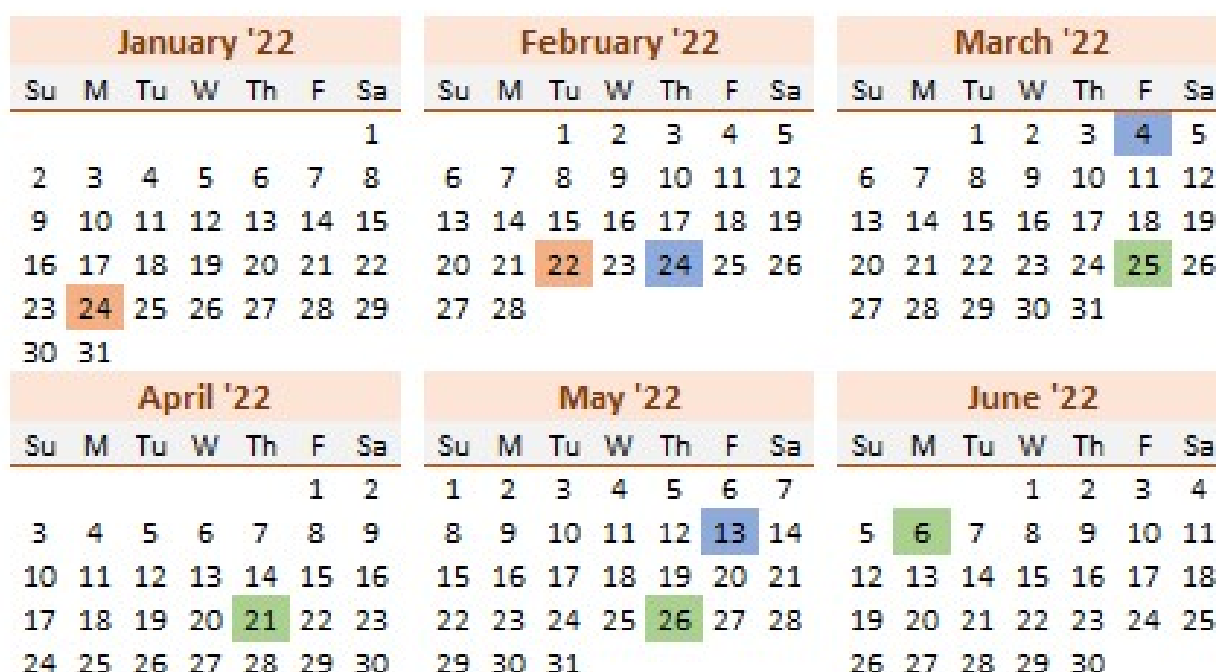 January '22
Su M Tu W Th F Sa
1
2 3 4 5 6 7 8
9 10 11 12 13 14 15
16 17 18 19 20 21 22
23 24 25 26 27 28 29
30 31
February '22
Su M Tu W Th F Sa
1 2 3 4 5
6 7 8 9 10 11 12
13 14 15 16 17 18 19
20 21 22 23 24 25 26
27 28
March '22
Su M Tu W Th F Sa
1 2 3 4 5
6 7 8 9 10 11 12
13 14 15 16 17 18 19
20 21 22 23 24 25 26
27 28 29 30 31
April '22
Su M Tu W Th F Sa
1 2
3 4 5 6 7 8 9
10 11 12 13 14 15 16
17 18 19 20 21 22 23
24 25 26 27 28 29 30
May '22
Su M Tu W Th F Sa
1 2 3 4 5 6 7
8 9 10 11 12 13 14
15 16 17 18 19 20 21
22 23 24 25 26 27 28
29 30 31
June '22
Su M Tu W Th F Sa
1 2 3 4
5 6 7 8 9 10 11
12 13 14 15 16 17 18
19 20 21 22 23 24 25
26 27 28 29 30